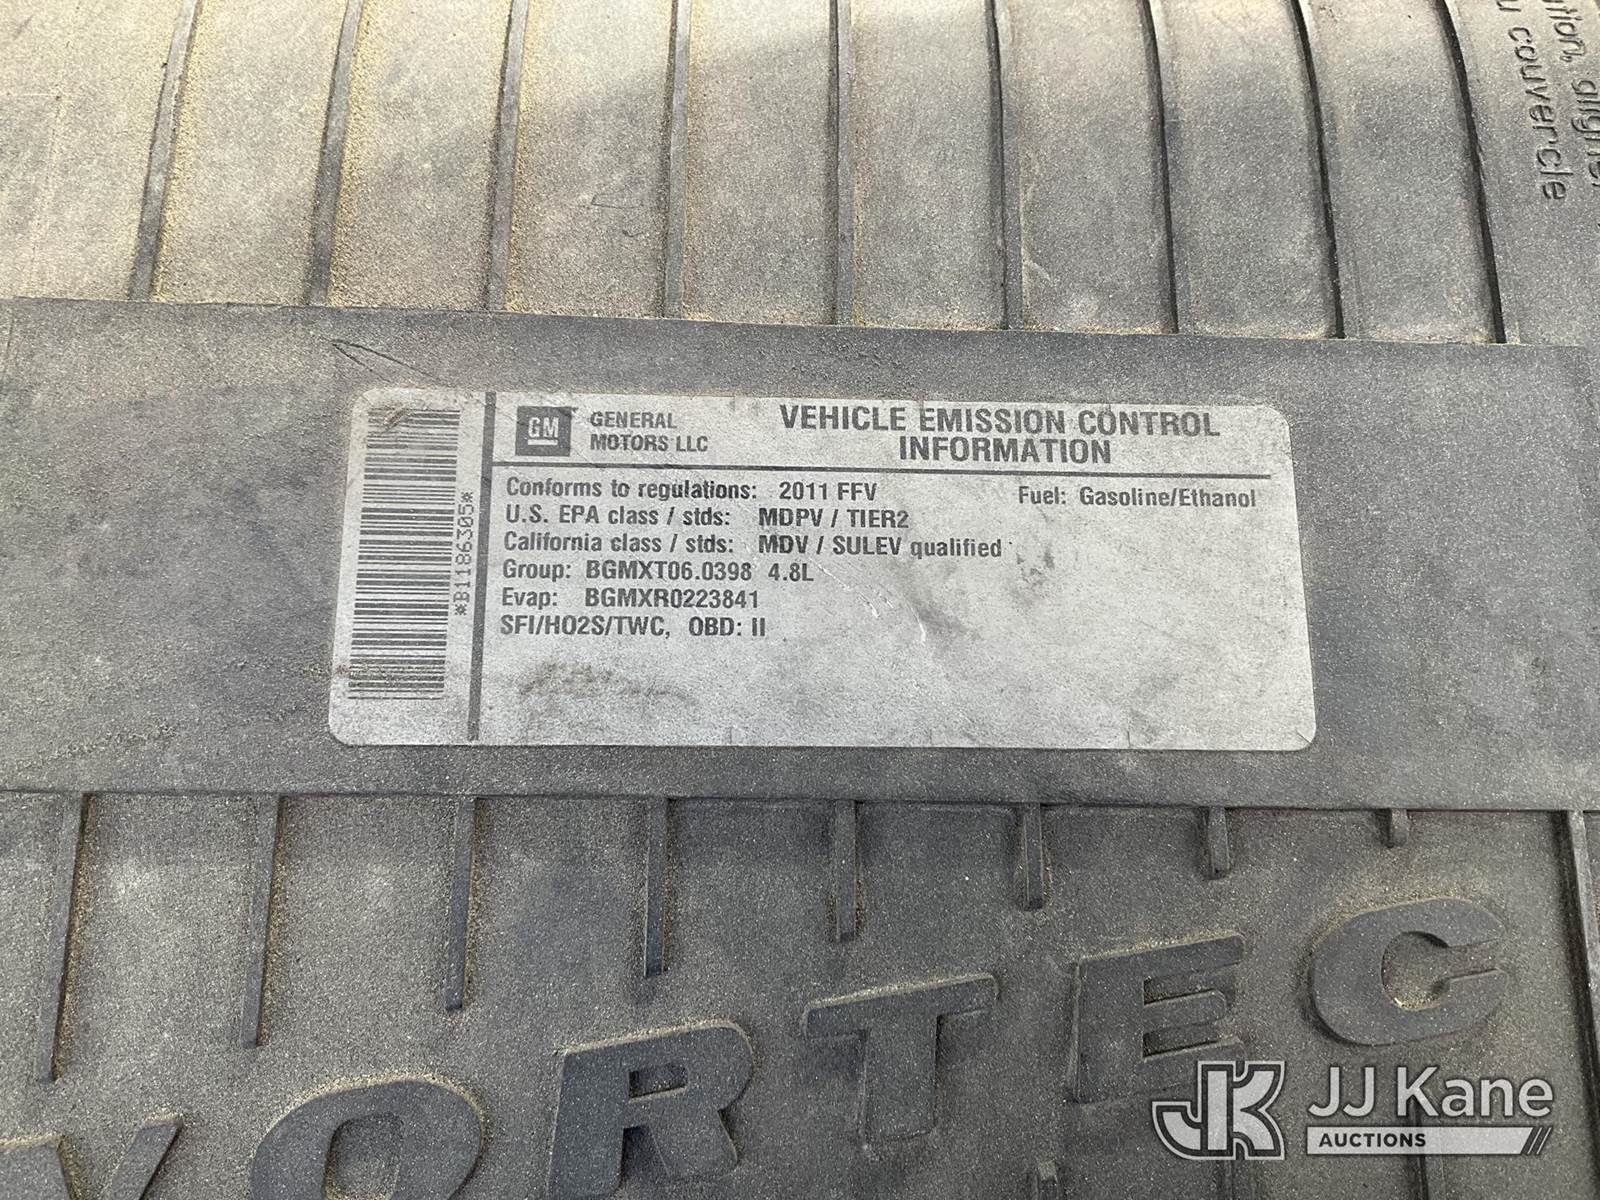 u couvercle
GM
GENERAL
MOTORS LLC
VEHICLE EMISSION CONTROL
INFORMATION
Conforms to regulations: 2011 FFV Fuel: Gasoline/Ethanol
U.S. EPA class / stds: MDPV / TIER2
California class / stds: MDV / SULEV qualified
Group: BGMXT06.0398 4.8L
Evap: BGMXR0223841
SFI/HO2S/TWC, OBD: II
*B1186305*
VORTEC
JK JJ Kane
AUCTIONS